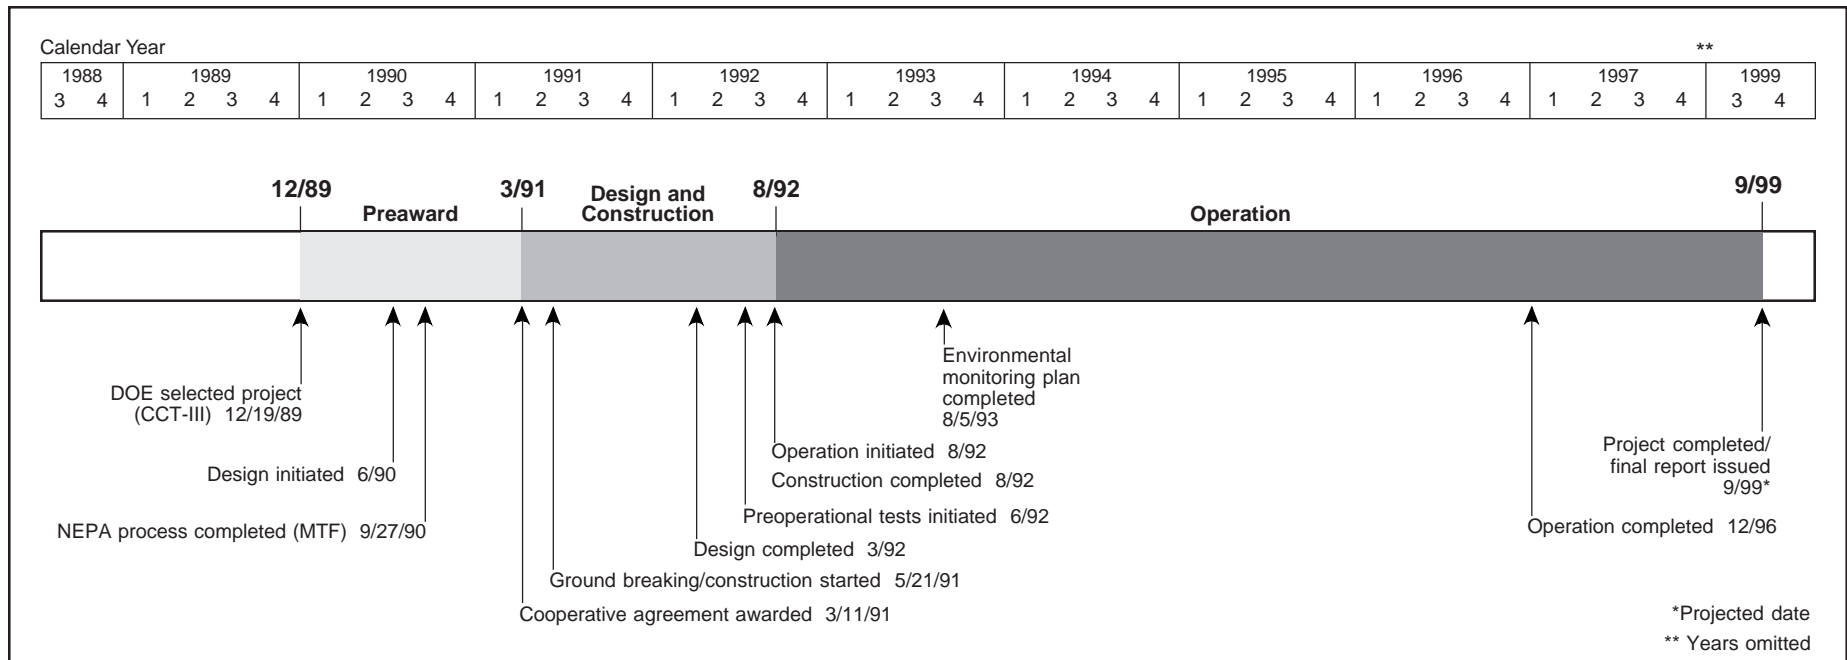 Calendar Year
**
1988 1989 1990 1991 1992 1993 1994 1995 1996 1997 1999
3 4 1 2 3 4 1 2 3 4 1 2 3 4 1 2 3 4 1 2 3 4 1 2 3 4 1 2 3 4 1 2 3 4 1 2 3 4 3 4
12/89
Preaward
3/91
Design and
Construction
8/92
Operation
9/99
DOE selected project
(CCT-III) 12/19/89
Design initiated 6/90
NEPA process completed (MTF) 9/27/90
Environmental
monitoring plan
completed
8/5/93
Operation initiated 8/92
Construction completed 8/92
Preoperational tests initiated 6/92
Design completed 3/92
Ground breaking/construction started 5/21/91
Cooperative agreement awarded 3/11/91
Project completed/
final report issued
9/99*
Operation completed 12/96
*Projected date
** Years omitted